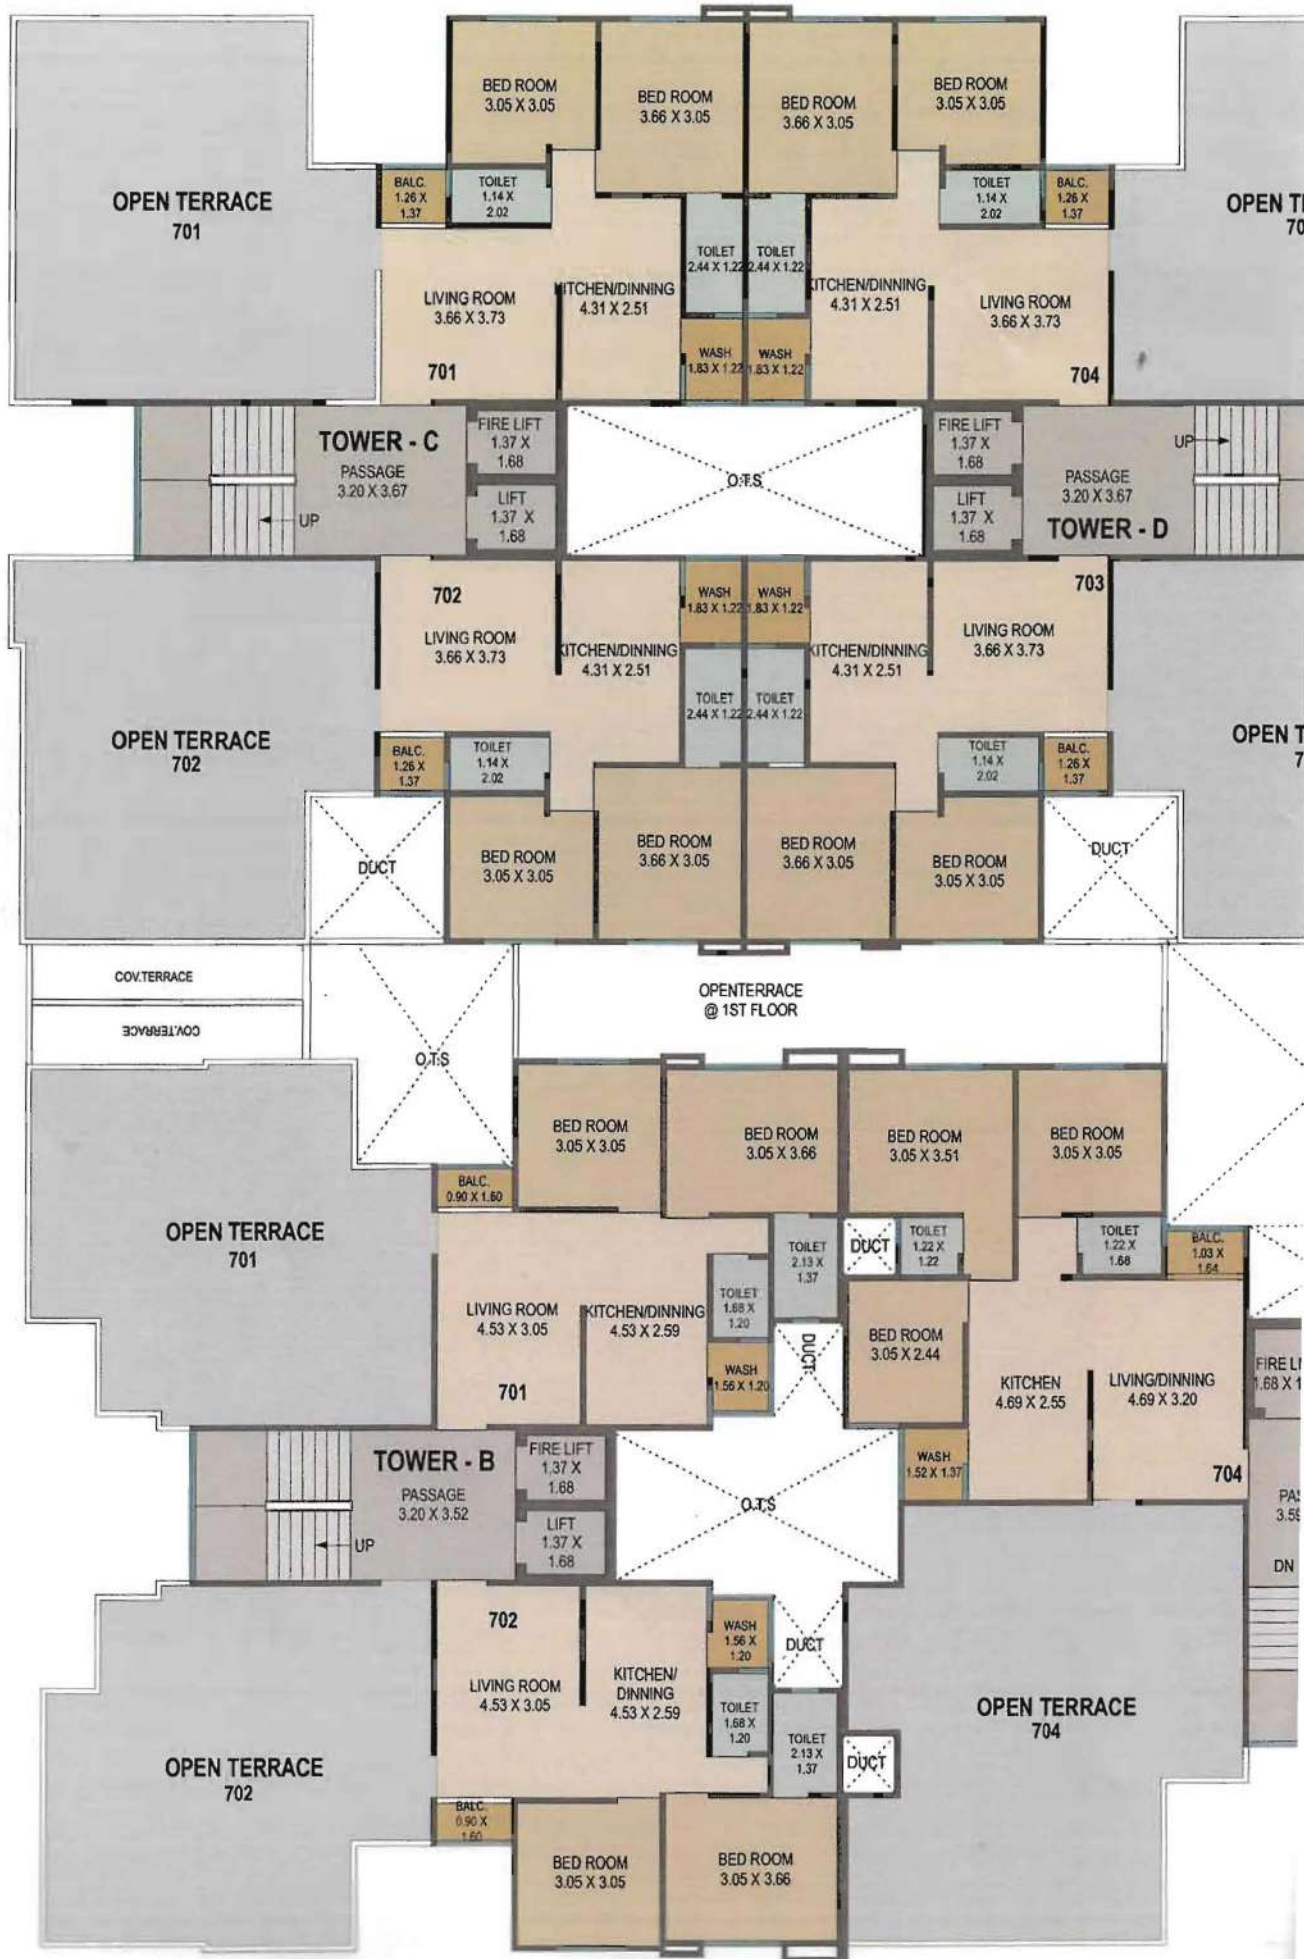 BED ROOM
3.05 X 3.05
BED ROOM
3.66 X 3.05
BED ROOM
3.66 X 3.05
BED ROOM
3.05 X 3.05
OPEN TERRACE
701
BALC.
1.26 X
1.37
TOILET
1.14 X
2.02
TOILET
1.14 X
2.02
BALC.
1.26 X
1.37
OPEN
TOILET
2.44 X 1.22
TOILET
2.44 X 1.22
LIVING ROOM
3.66 X 3.73
701
KITCHEN/DINNING
4.31 X 2.51
KITCHEN/DINNING
4.31 X 2.51
LIVING ROOM
3.66 X 3.73
704
WASH
1.83 X 1.22
WASH
1.83 X 1.22
TOWER - C
PASSAGE
3.20 X 3.67
UP
FIRE LIFT
1.37 X
1.68
LIFT
1.37 X
1.68
O.T.S
FIRE LIFT
1.37 X
1.68
LIFT
1.37 X
1.68
UP
PASSAGE
3.20 X 3.67
TOWER - D
702
LIVING ROOM
3.66 X 3.73
KITCHEN/DINNING
4.31 X 2.51
WASH
1.83 X 1.22
WASH
1.83 X 1.22
KITCHEN/DINNING
4.31 X 2.51
703
LIVING ROOM
3.66 X 3.73
TOILET
2.44 X 1.22
TOILET
2.44 X 1.22
OPEN TERRACE
702
BALC.
1.26 X
1.37
TOILET
1.14 X
2.02
TOILET
1.14 X
2.02
BALC.
1.26 X
1.37
OPEN T
7
DUCT
BED ROOM
3.05 X 3.05
BED ROOM
3.66 X 3.05
BED ROOM
3.66 X 3.05
BED ROOM
3.05 X 3.05
DUCT
COV.TERRACE
COV.TERRACE
O.T.S
OPENTERRACE
@ 1ST FLOOR
BED ROOM
3.05 X 3.05
BED ROOM
3.05 X 3.66
BED ROOM
3.05 X 3.51
BED ROOM
3.05 X 3.05
BALC.
0.90 X 1.60
OPEN TERRACE
701
TOILET
2.13 X
1.37
DUCT
TOILET
1.22 X
1.22
TOILET
1.22 X
1.68
BALC.
1.03 X
1.64
LIVING ROOM
4.53 X 3.05
701
KITCHEN/DINNING
4.53 X 2.59
TOILET
1.68 X
1.20
WASH
1.56 X 1.20
DUCT
BED ROOM
3.05 X 2.44
KITCHEN
4.69 X 2.55
LIVING/DINNING
4.69 X 3.20
704
FIRE LI
1.68 X 1
WASH
1.52 X 1.37
TOWER - B
PASSAGE
3.20 X 3.52
UP
FIRE LIFT
1.37 X
1.68
LIFT
1.37 X
1.68
O.T.S
PAS
3.59
DN
702
LIVING ROOM
4.53 X 3.05
KITCHEN/
DINNING
4.53 X 2.59
WASH
1.56 X
1.20
DUCT
TOILET
1.68 X
1.20
TOILET
2.13 X
1.37
DUCT
OPEN TERRACE
704
OPEN TERRACE
702
BALC.
0.90 X
1.60
BED ROOM
3.05 X 3.05
BED ROOM
3.05 X 3.66